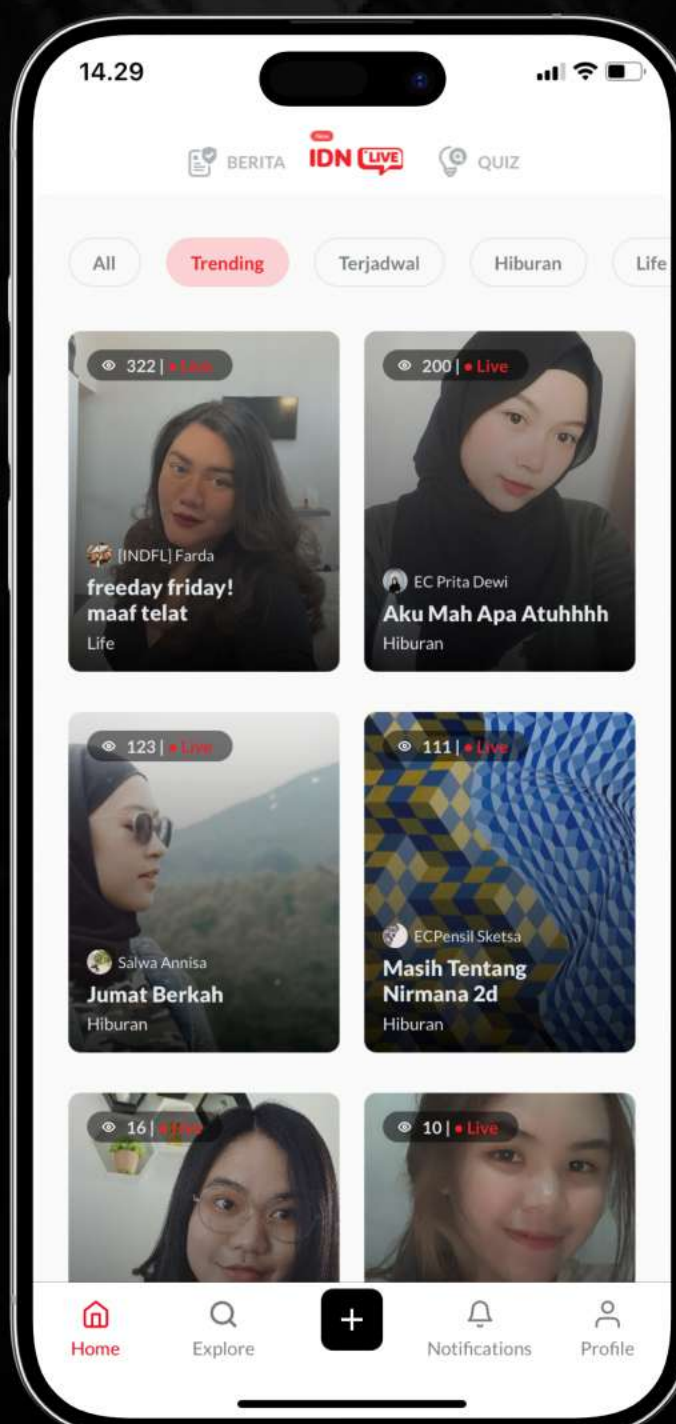 14.29
BERITA
New
IDN LIVE
QUIZ
All
Trending
Terjadwal
Hiburan
Life
322 | • Live
200 | • Live
[INDFL] Farda
freeday friday!
maaf telat
Life
EC Prita Dewi
Aku Mah Apa Atuhhhh
Hiburan
123 | • Live
111 | • Live
Salwa Annisa
Jumat Berkah
Hiburan
ECPensil Sketsa
Masih Tentang
Nirmana 2d
Hiburan
16 | • Live
10 | • Live
Home
Explore
Notifications
Profile